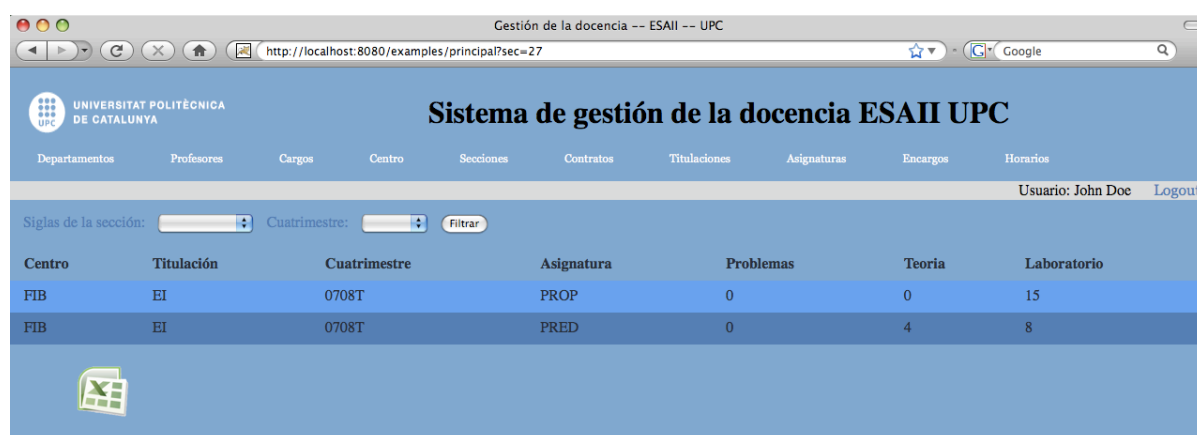 Gestión de la docencia -- ESAII -- UPC
http://localhost:8080/examples/principal?sec=27
G Google
UPC
UNIVERSITAT POLITÈCNICA
DE CATALUNYA
Sistema de gestión de la docencia ESAII UPC
Departamentos Profesores Cargos Centro Secciones Contratos Titulaciones Asignaturas Encargos Horarios
Usuario: John Doe Logout
Siglas de la sección: Cuatrimestre: Filtrar
Centro Titulación Cuatrimestre Asignatura Problemas Teoria Laboratorio
FIB EI 0708T PROP 0 0 15
FIB EI 0708T PRED 0 4 8
X